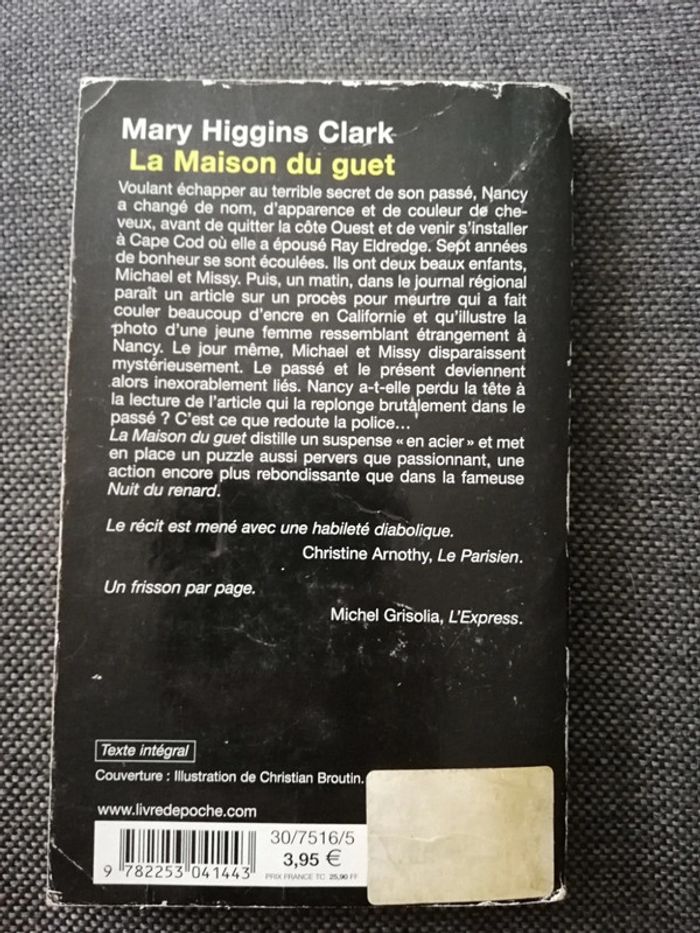 Mary Higgins Clark
La Maison du guet
Voulant échapper au terrible secret de son passé, Nancy
a changé de nom, d'apparence et de couleur de che-
veux, avant de quitter la côte Ouest et de venir s'installer
à Cape Cod où elle a épousé Ray Eldredge. Sept années
de bonheur se sont écoulées. Ils ont deux beaux enfants,
Michael et Missy. Puis, un matin, dans le journal régional
paraît un article sur un procès pour meurtre qui a fait
couler beaucoup d'encre en Californie et qu'illustre la
photo d'une jeune femme ressemblant étrangement à
Nancy. Le jour même, Michael et Missy disparaissent
mystérieusement. Le passé et le présent deviennent
alors inexorablement liés. Nancy a-t-elle perdu la tête à
la lecture de l'article qui la replonge brutalement dans le
passé ? C'est ce que redoute la police...
La Maison du guet distille un suspense « en acier » et met
en place un puzzle aussi pervers que passionnant, une
action encore plus rebondissante que dans la fameuse
Nuit du renard.
Le récit est mené avec une habileté diabolique.
Christine Arnothy, Le Parisien.
Un frisson par page.
Michel Grisolia, L'Express.
Texte intégral
Couverture : Illustration de Christian Broutin.
www.livredepoche.com
30/7516/5
3,95 €
PRIX FRANCE TC 25,90 FF
9 782253 041443